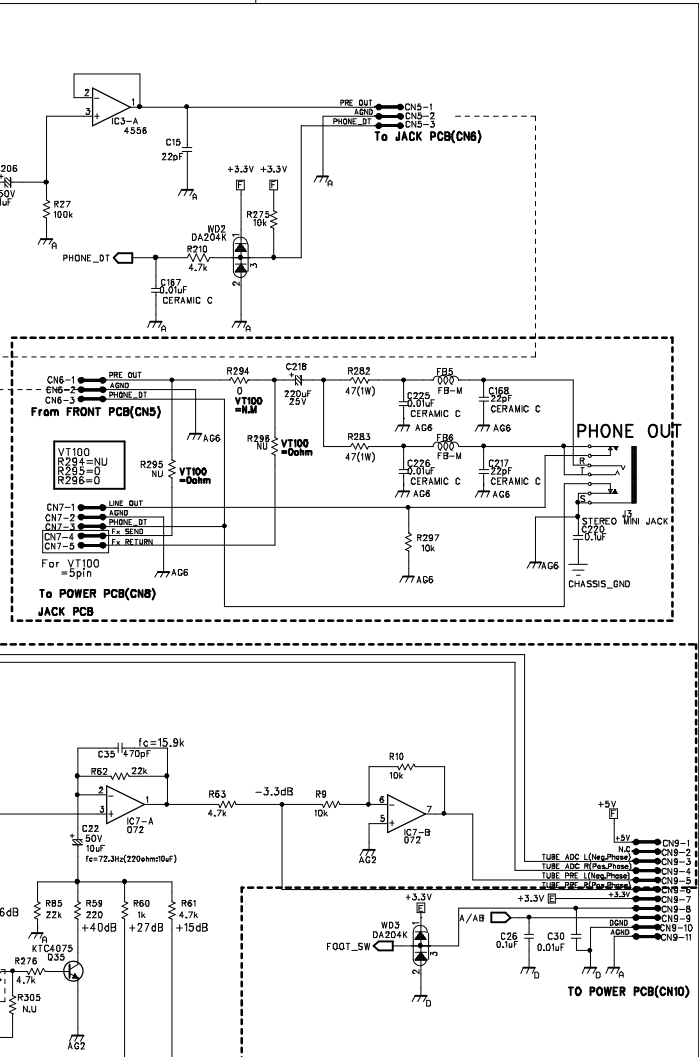 2
1
3
IC3-A
4556
C15
22pF
PRE OUT
CN5-1
AGND
CN5-2
PHONE_DT
CN5-3
To JACK PCB(CN6)
A
A
206
+
50V
1uF
R27
100k
A
+3.3V
+3.3V
F
F
R275
10k
WD2
DA204K
1
3
2
R210
4.7k
PHONE_DT
C167
0.01uF
CERAMIC C
A
A
CN6-1
PRE OUT
CN6-2
AGND
CN6-3
PHONE_DT
From FRONT PCB(CN5)
R294
0
VT100
=N.M
C218
+
220uF
25V
R282
47(1W)
C225
0.01uF
CERAMIC C
FB5
FB-M
C168
22pF
CERAMIC C
AG6
AG6
AG6
VT100
R294=NU
R295=0
R296=0
R295
NU
VT100
=0ohm
R296
NU
VT100
=0ohm
R283
47(1W)
C226
0.01uF
CERAMIC C
FB6
FB-M
C217
22pF
CERAMIC C
AG6
AG6
PHONE OUT
R
T
S
J3
STEREO MINI JACK
C220
0.1uF
CHASSIS_GND
AG6
CN7-1
LINE OUT
CN7-2
AGND
CN7-3
PHONE_DT
CN7-4
Fx SEND
CN7-5
Fx RETURN
For VT100
=5pin
AG6
R297
10k
AG6
To POWER PCB(CN8)
JACK PCB
fc=15.9k
C35
470pF
R62
22k
2
1
3
IC7-A
072
C22
50V
+
10uF
fc=72.3Hz(220ohm:10uF)
R63
4.7k
-3.3dB
R9
10k
R10
10k
6
7
5
IC7-B
072
AG2
+5V
F
+5V
CN9-1
N.C
CN9-2
TUBE ADC L(Neg.Phase)
CN9-3
TUBE ADC R(Pos.Phase)
CN9-4
TUBE PRE L(Neg.Phase)
CN9-5
TUBE PRE R(Pos.Phase)
CN9-6
+3.3V
F
+3.3V
CN9-7
CN9-8
A/AB
CN9-9
DGND
CN9-10
AGND
CN9-11
TO POWER PCB(CN10)
6dB
R85
22k
A
R59
220
+40dB
R60
1k
+27dB
R61
4.7k
+15dB
KTC4075
Q35
R276
4.7k
R305
N.U
AG2
+3.3V
F
WD3
DA204K
1
3
2
FOOT_SW
D
C26
0.1uF
C30
0.01uF
D
D
A